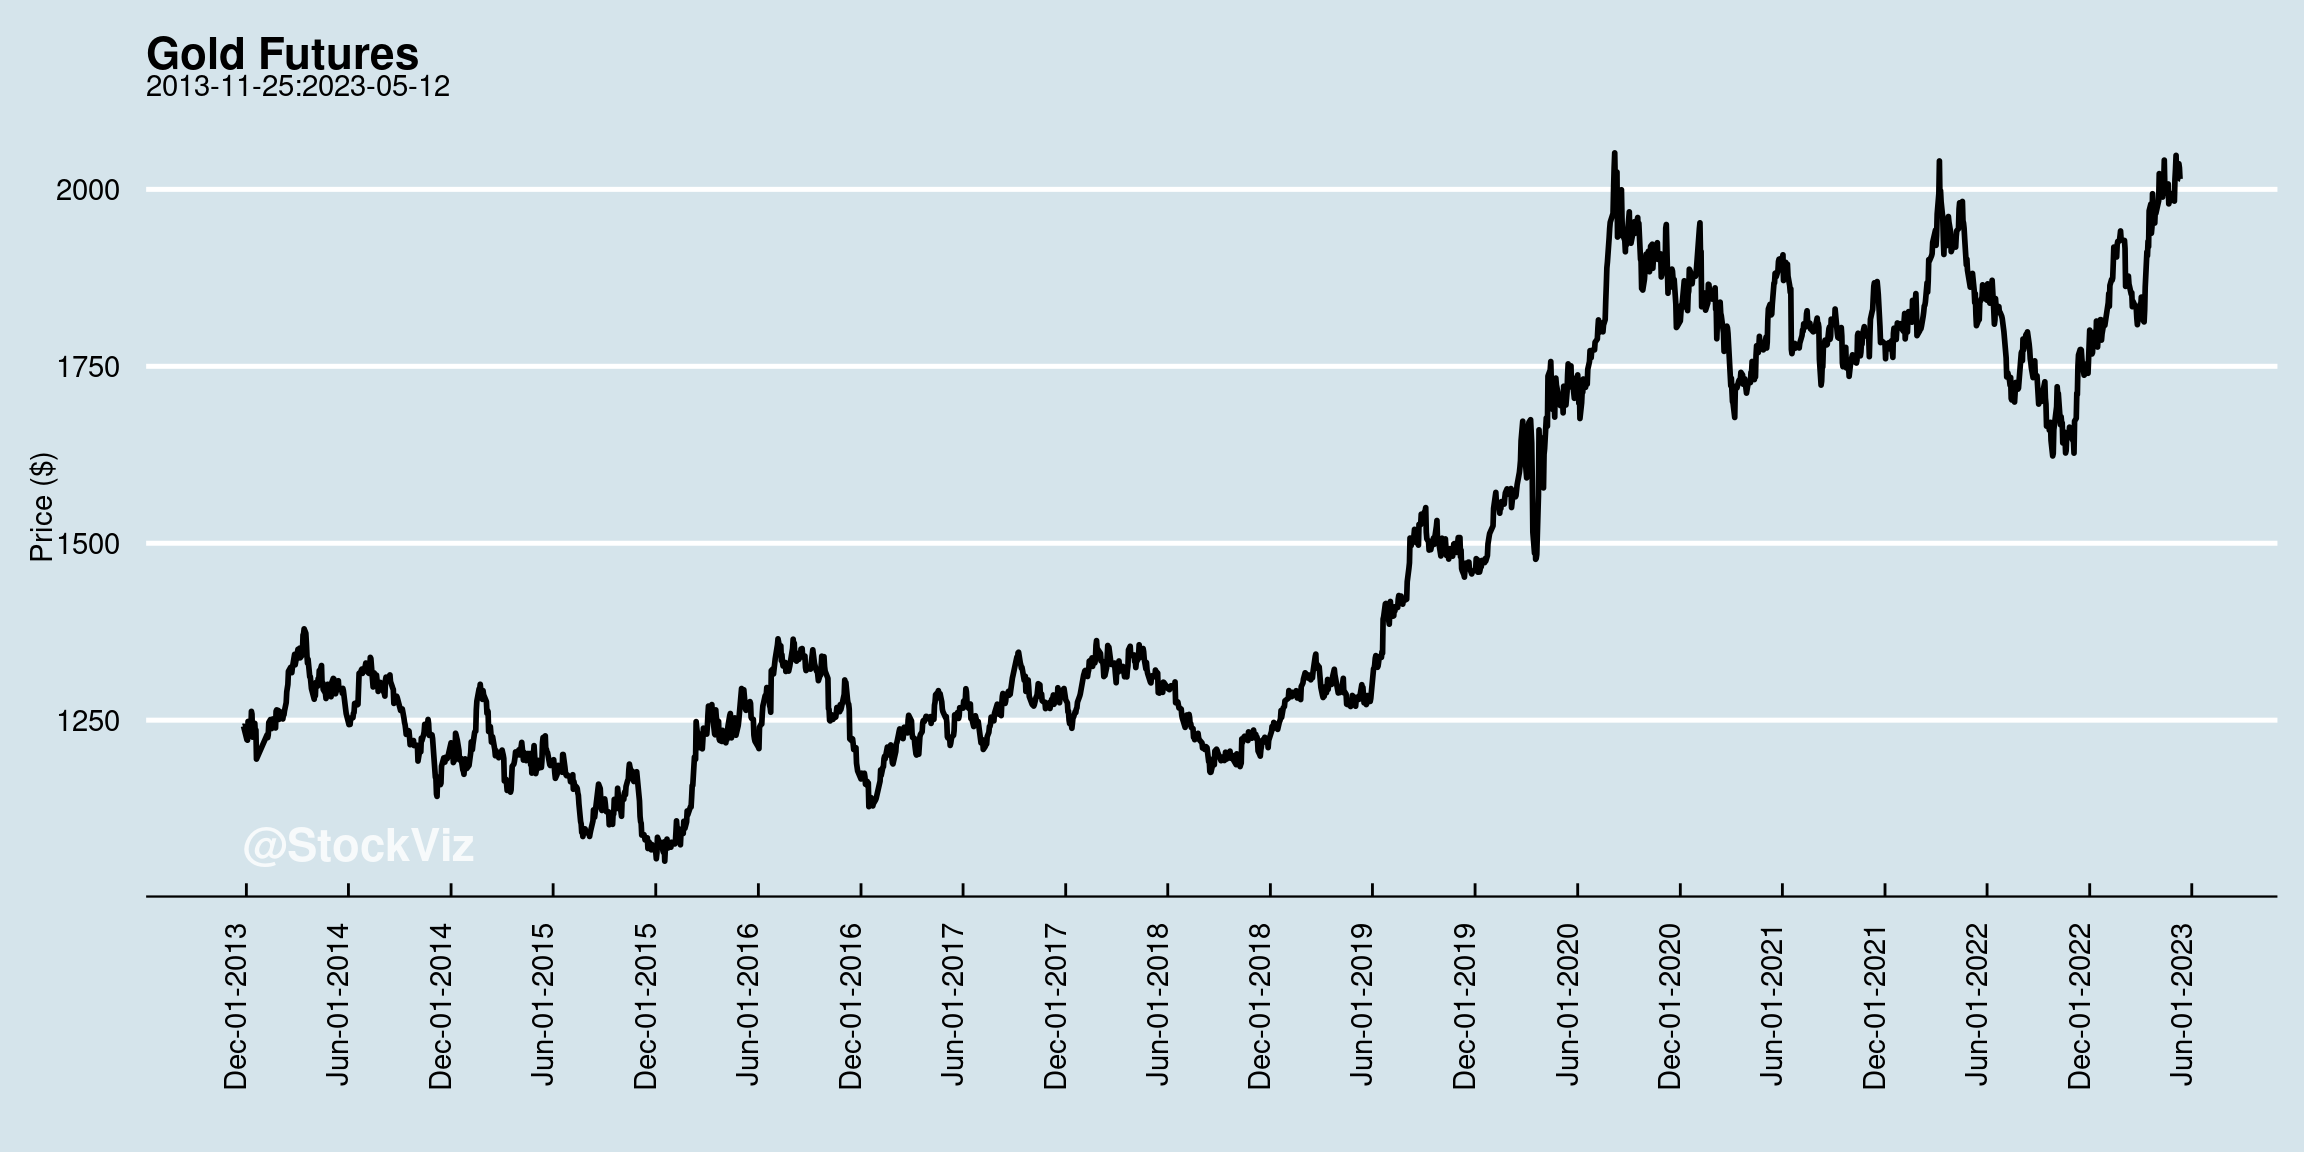 Gold Futures
2013-11-25:2023-05-12
Price ($)
2000
1750
1500
1250
@StockViz
Dec-01-2013
Jun-01-2014
Dec-01-2014
Jun-01-2015
Dec-01-2015
Jun-01-2016
Dec-01-2016
Jun-01-2017
Dec-01-2017
Jun-01-2018
Dec-01-2018
Jun-01-2019
Dec-01-2019
Jun-01-2020
Dec-01-2020
Jun-01-2021
Dec-01-2021
Jun-01-2022
Dec-01-2022
Jun-01-2023